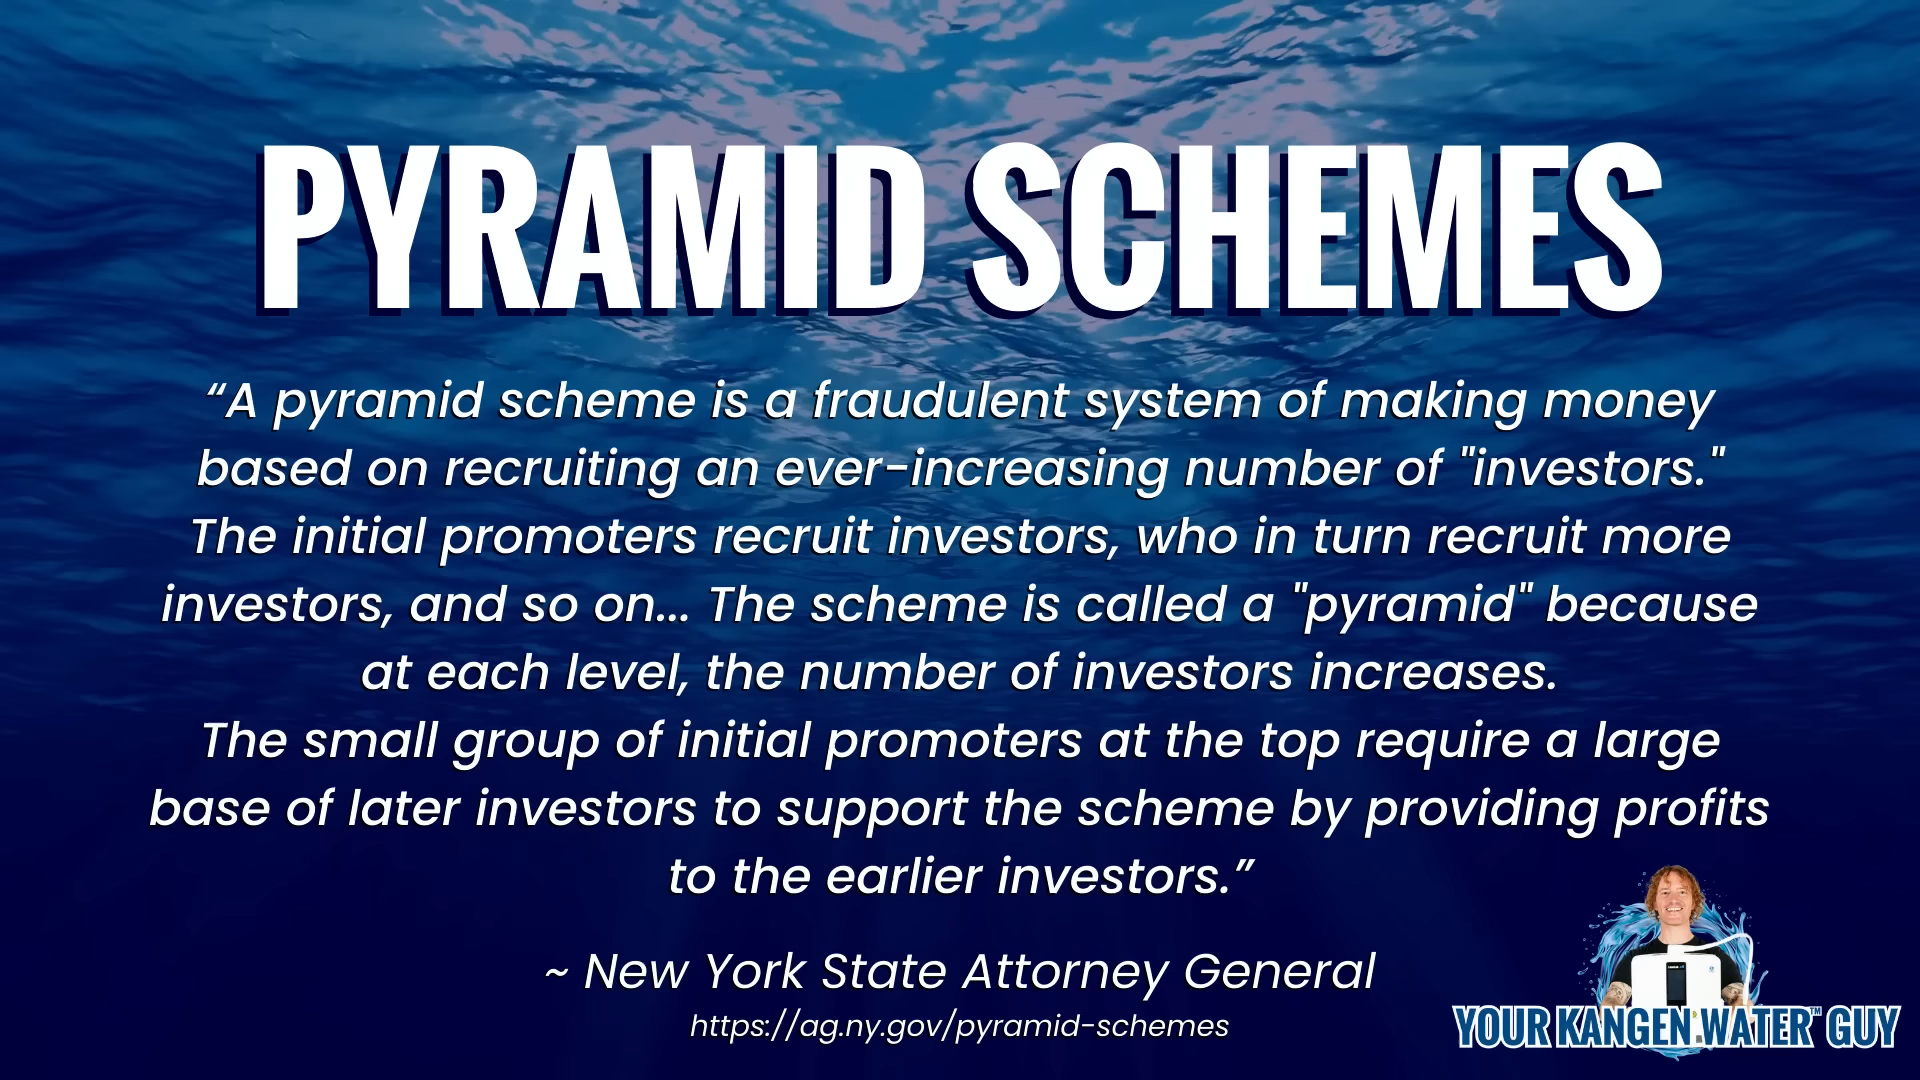 PYRAMID SCHEMES
“A pyramid scheme is a fraudulent system of making money
based on recruiting an ever-increasing number of "investors."
The initial promoters recruit investors, who in turn recruit more
investors, and so on... The scheme is called a "pyramid" because
at each level, the number of investors increases.
The small group of initial promoters at the top require a large
base of later investors to support the scheme by providing profits
to the earlier investors.”
~ New York State Attorney General
https://ag.ny.gov/pyramid-schemes
YOUR KANGEN WATER™ GUY